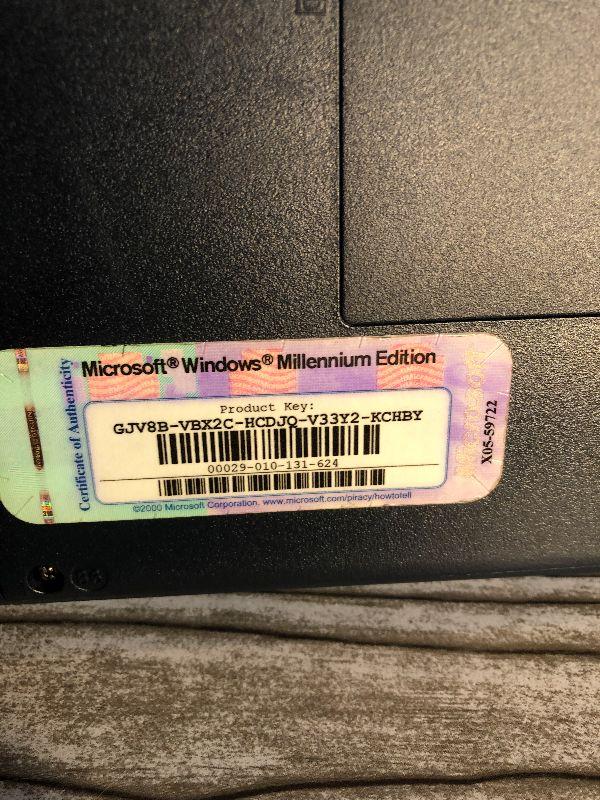 Microsoft® Windows® Millennium Edition
Certificate of Authenticity
Product Key:
GJV8B-VBX2C-HCDJQ-V33Y2-KCHBY
00029-010-131-624
X05-59722
©2000 Microsoft Corporation. www.microsoft.com/piracy/howtotell